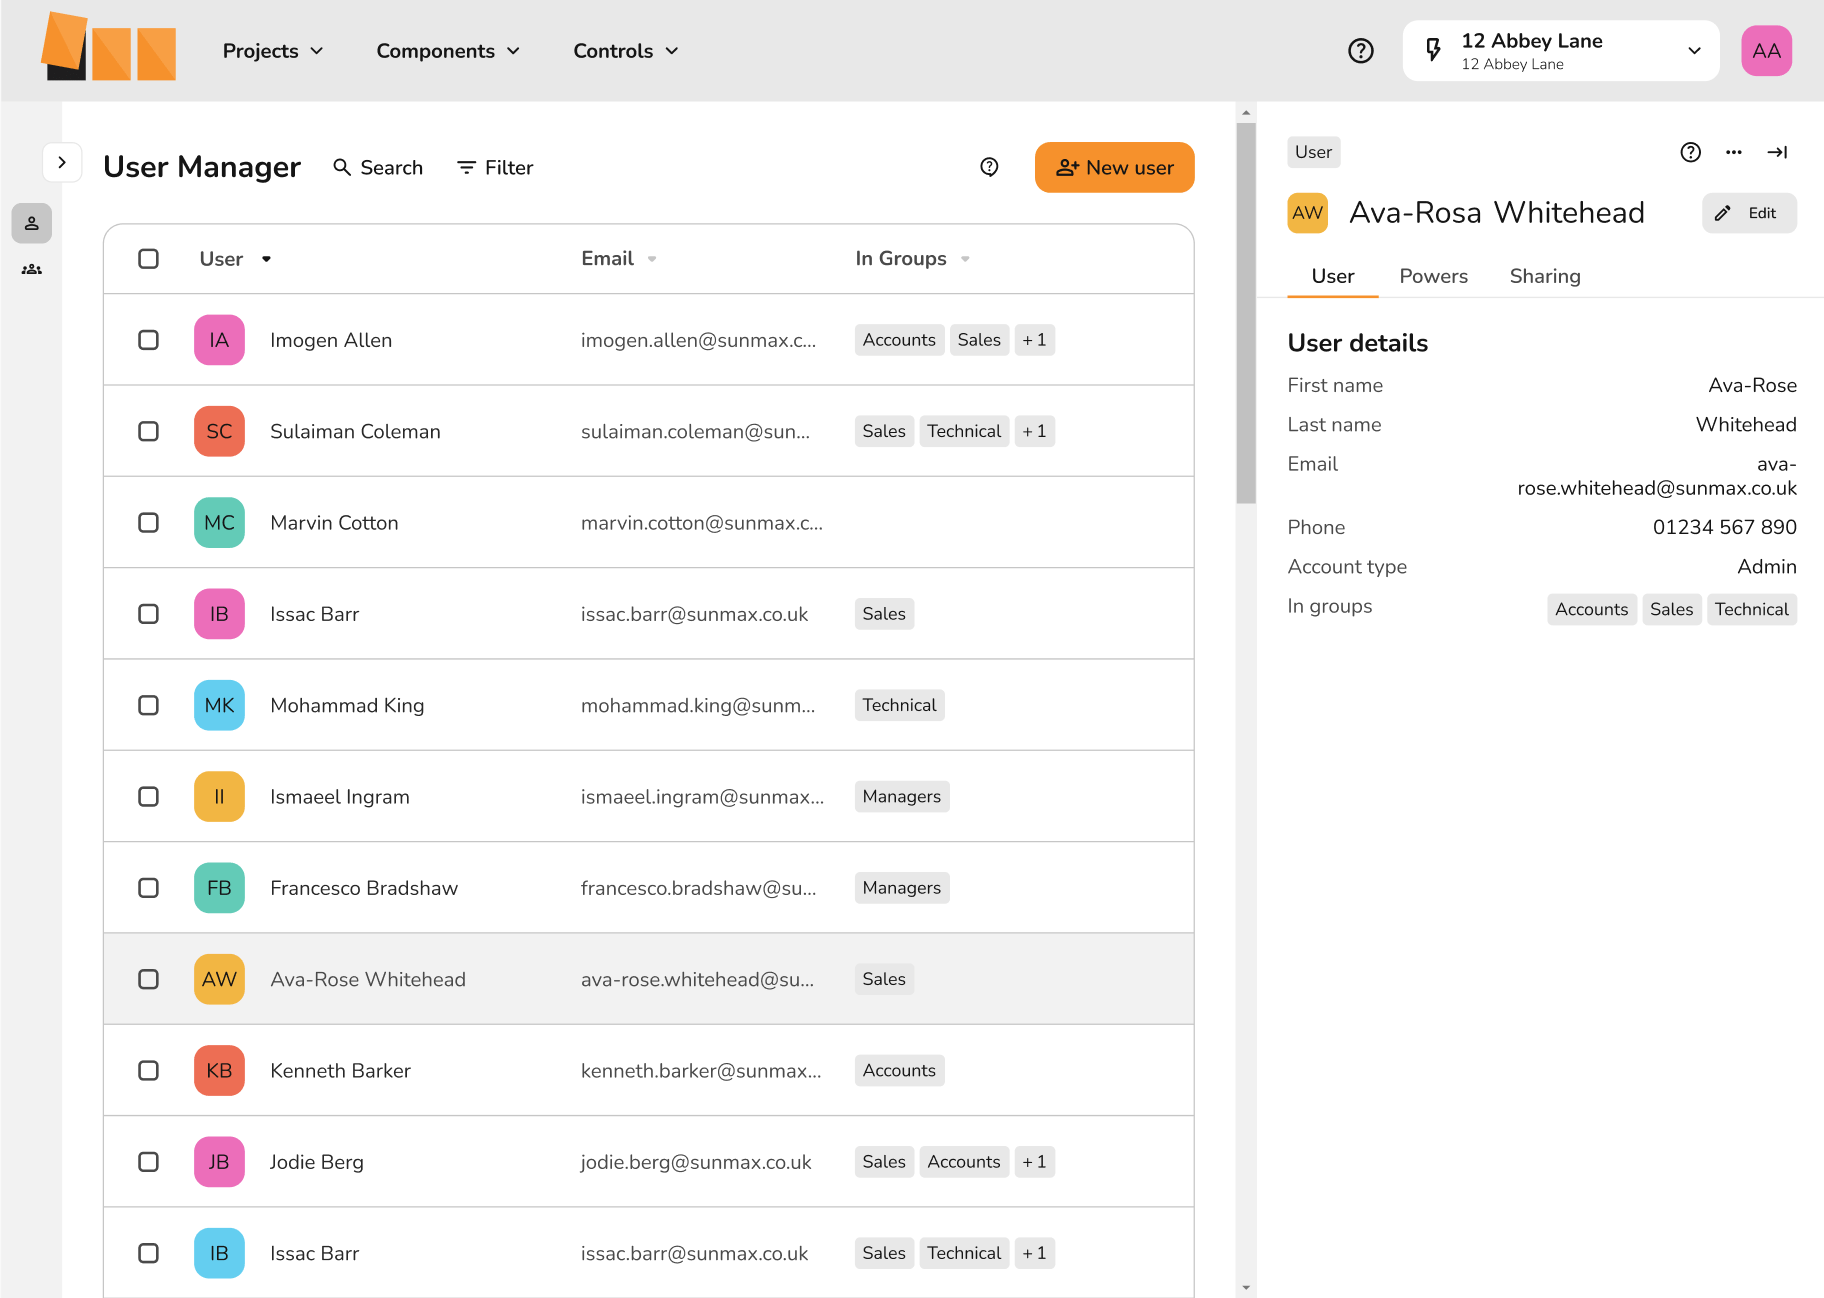 Projects Components Controls
12 Abbey Lane
12 Abbey Lane
AA
User Manager Search Filter New user
User Email In Groups
IA Imogen Allen imogen.allen@sunmax.c... Accounts Sales + 1
SC Sulaiman Coleman sulaiman.coleman@sun... Sales Technical + 1
MC Marvin Cotton marvin.cotton@sunmax.c...
IB Issac Barr issac.barr@sunmax.co.uk Sales
MK Mohammad King mohammad.king@sunm... Technical
II Ismaeel Ingram ismaeel.ingram@sunmax... Managers
FB Francesco Bradshaw francesco.bradshaw@su... Managers
AW Ava-Rose Whitehead ava-rose.whitehead@su... Sales
KB Kenneth Barker kenneth.barker@sunmax... Accounts
JB Jodie Berg jodie.berg@sunmax.co.uk Sales Accounts + 1
IB Issac Barr issac.barr@sunmax.co.uk Sales Technical + 1
User
AW Ava-Rosa Whitehead Edit
User Powers Sharing
User details
First name Ava-Rose
Last name Whitehead
Email ava-
rose.whitehead@sunmax.co.uk
Phone 01234 567 890
Account type Admin
In groups Accounts Sales Technical